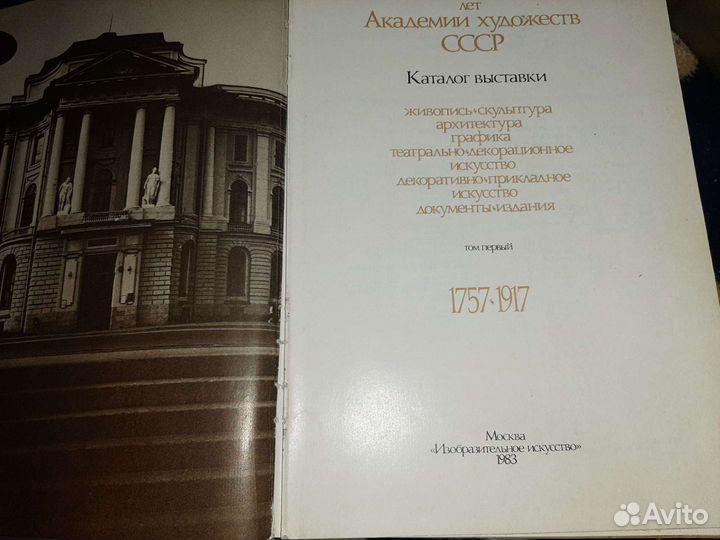 лет
Академии художеств
СССР
Каталог выставки
живопись·скульптура
архитектура
графика
театрально·декорационное
искусство
декоративно·прикладное
искусство
документы·издания
том первый
1757·1917
Москва
«Изобразительное искусство»
1983
Avito